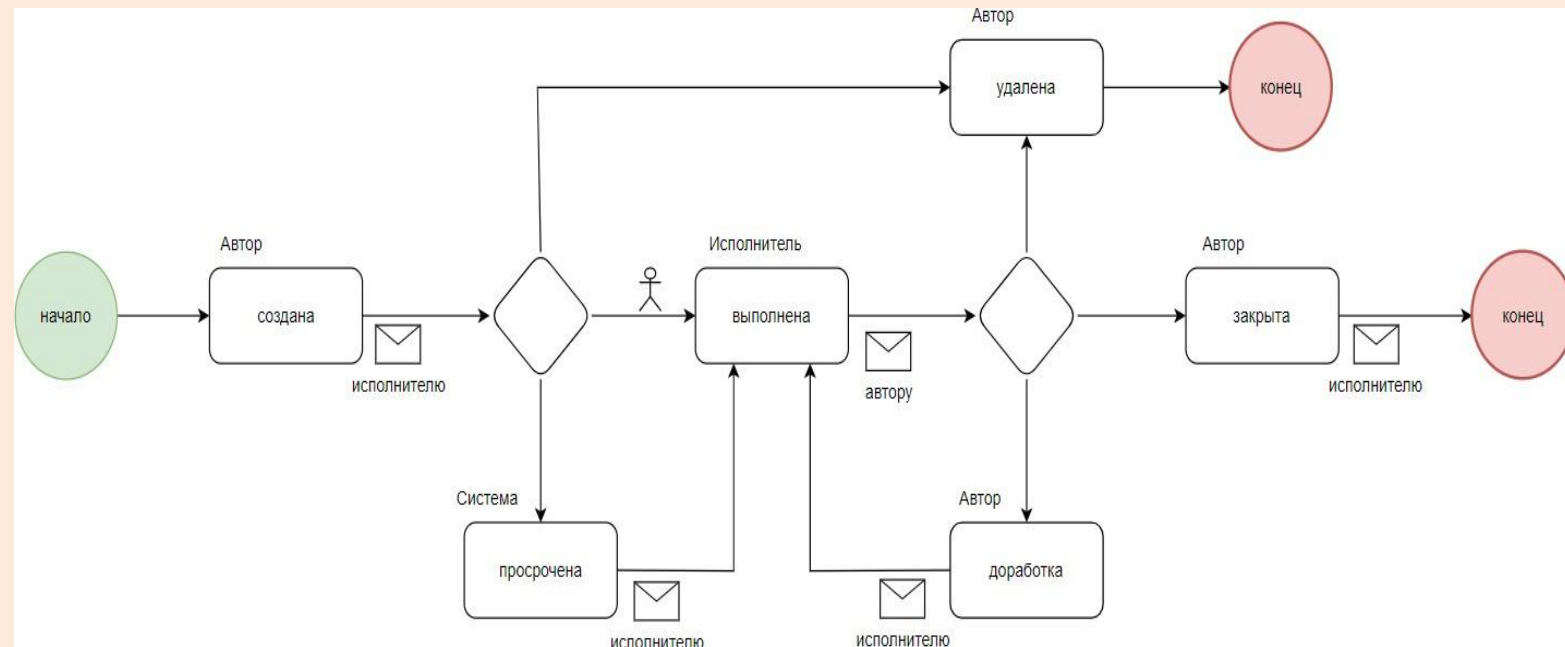 Автор
удалена
конец
Автор
Исполнитель
Автор
начало
создана
выполнена
закрыта
конец
исполнителю
автору
исполнителю
Система
Автор
просрочена
доработка
исполнителю
исполнителю